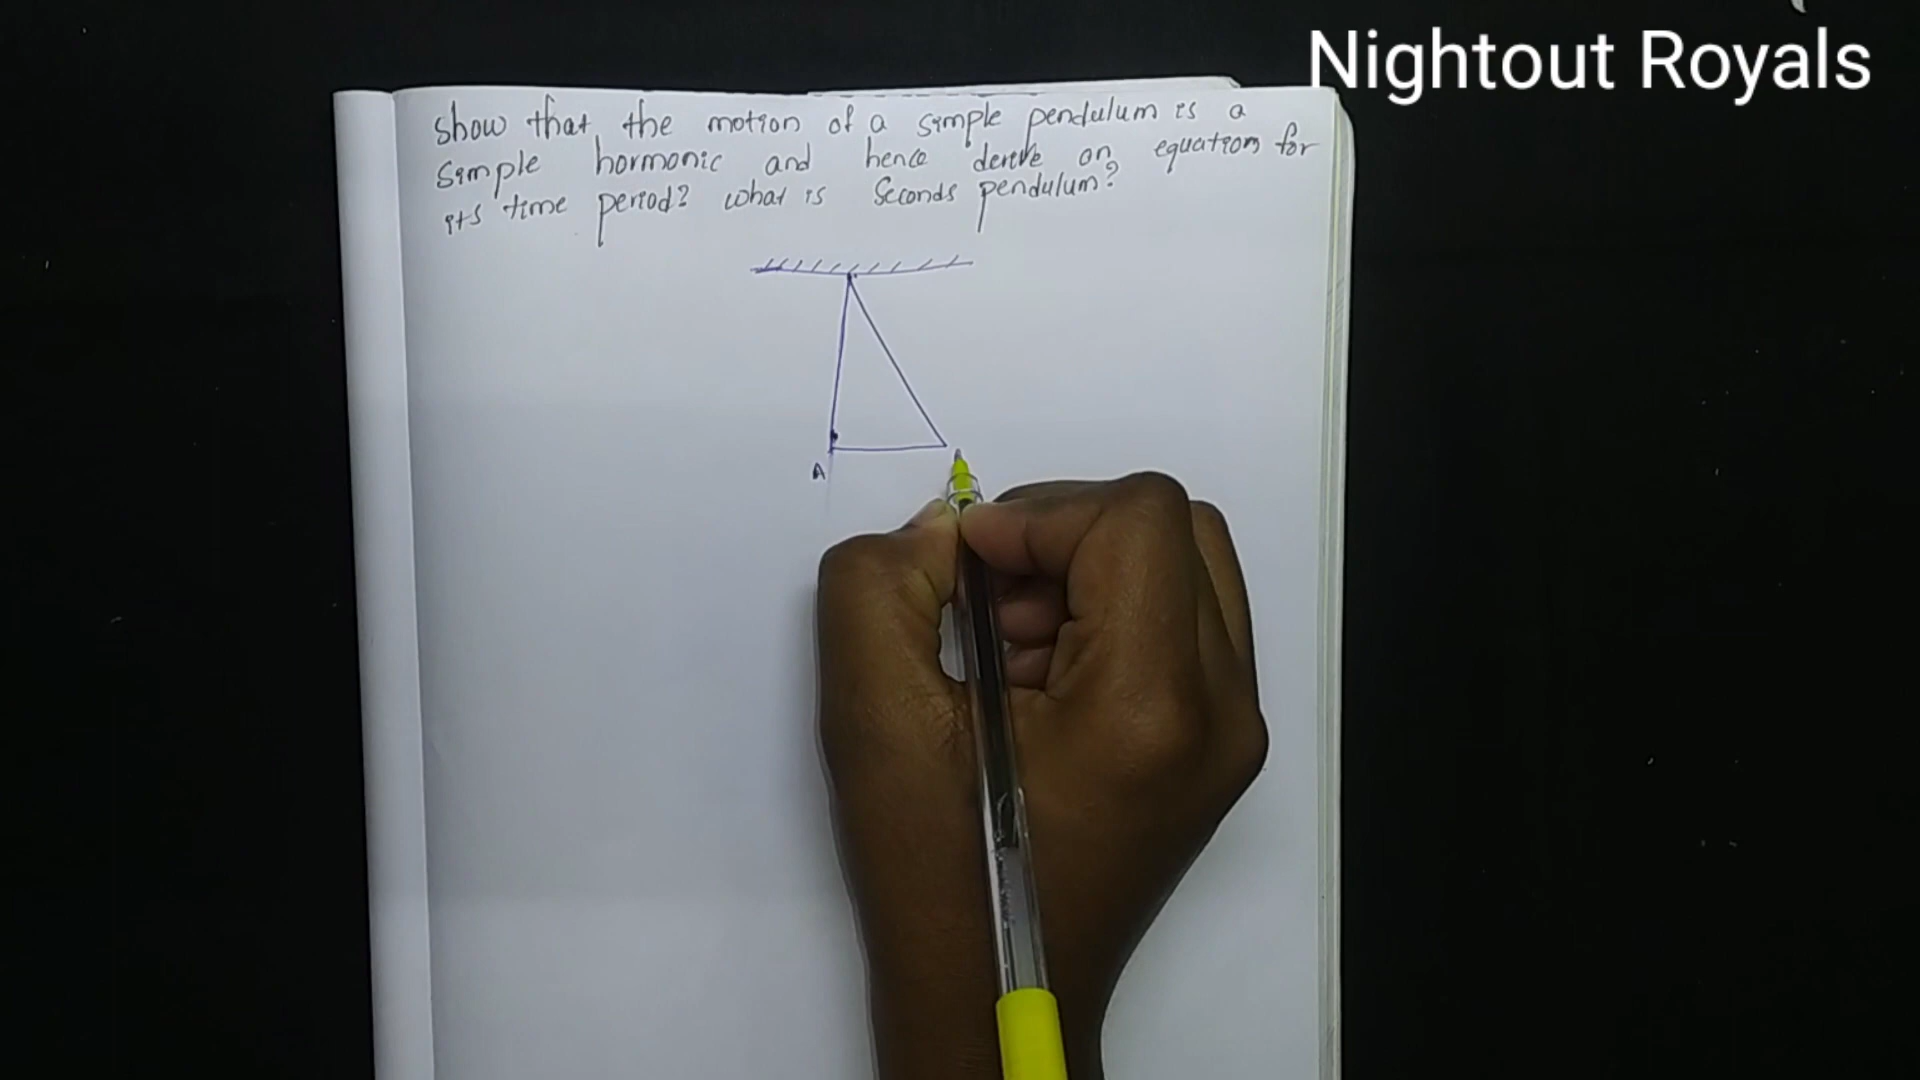 Nightout Royals
show that the motion of a simple pendulum is a
simple hormonic and hence derive an equation for
its time period? what is Seconds pendulum?
A